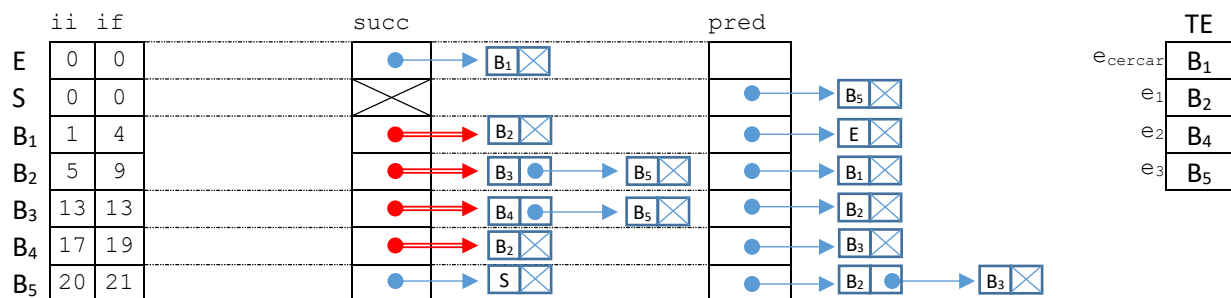 ii if succ pred TE
E 0 0 B₁ e_cercar B₁
S 0 0 B₅ e₁ B₂
B₁ 1 4 B₂ E e₂ B₄
B₂ 5 9 B₃ B₅ B₁ e₃ B₅
B₃ 13 13 B₄ B₅ B₂
B₄ 17 19 B₂ B₃
B₅ 20 21 S B₂ B₃